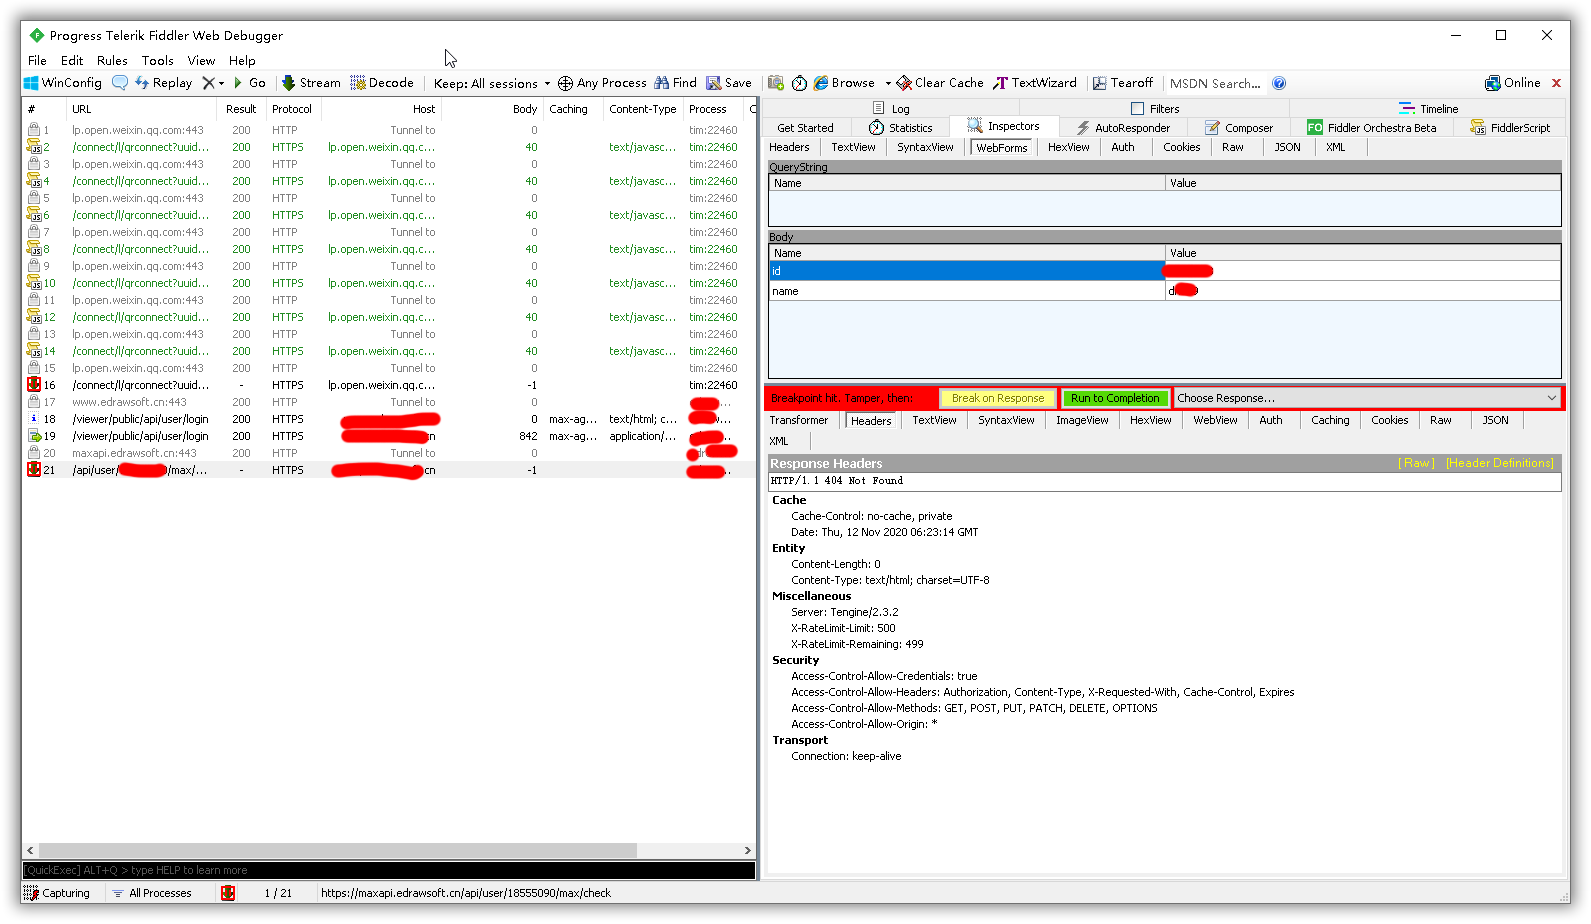 Progress Telerik Fiddler Web Debugger
File Edit Rules Tools View Help
WinConfig Replay Go Stream Decode Keep: All sessions Any Process Find Save Browse Clear Cache TextWizard Tearoff MSDN Search... Online
# URL Result Protocol Host Body Caching Content-Type Process C
1 lp.open.weixin.qq.com:443 200 HTTP Tunnel to 0 tim:22460
2 /connect/l/qrconnect?uuid... 200 HTTPS lp.open.weixin.qq.c... 40 text/javasc... tim:22460
3 lp.open.weixin.qq.com:443 200 HTTP Tunnel to 0 tim:22460
4 /connect/l/qrconnect?uuid... 200 HTTPS lp.open.weixin.qq.c... 40 text/javasc... tim:22460
5 lp.open.weixin.qq.com:443 200 HTTP Tunnel to 0 tim:22460
6 /connect/l/qrconnect?uuid... 200 HTTPS lp.open.weixin.qq.c... 40 text/javasc... tim:22460
7 lp.open.weixin.qq.com:443 200 HTTP Tunnel to 0 tim:22460
8 /connect/l/qrconnect?uuid... 200 HTTPS lp.open.weixin.qq.c... 40 text/javasc... tim:22460
9 lp.open.weixin.qq.com:443 200 HTTP Tunnel to 0 tim:22460
10 /connect/l/qrconnect?uuid... 200 HTTPS lp.open.weixin.qq.c... 40 text/javasc... tim:22460
11 lp.open.weixin.qq.com:443 200 HTTP Tunnel to 0 tim:22460
12 /connect/l/qrconnect?uuid... 200 HTTPS lp.open.weixin.qq.c... 40 text/javasc... tim:22460
13 lp.open.weixin.qq.com:443 200 HTTP Tunnel to 0 tim:22460
14 /connect/l/qrconnect?uuid... 200 HTTPS lp.open.weixin.qq.c... 40 text/javasc... tim:22460
15 lp.open.weixin.qq.com:443 200 HTTP Tunnel to 0 tim:22460
16 /connect/l/qrconnect?uuid... - HTTPS lp.open.weixin.qq.c... -1 tim:22460
17 www.edrawsoft.cn:443 200 HTTP Tunnel to 0
18 /viewer/public/api/user/login 200 HTTPS 0 max-ag... text/html; c...
19 /viewer/public/api/user/login 200 HTTPS cn 842 max-ag... application/...
20 maxapi.edrawsoft.cn:443 200 HTTP Tunnel to 0
21 /api/user/ /max/... - HTTPS cn -1
[QuickExec] ALT+Q > type HELP to learn more
Capturing All Processes 1 / 21 https://maxapi.edrawsoft.cn/api/user/18555090/max/check
Log Filters Timeline
Get Started Statistics Inspectors AutoResponder Composer FO Fiddler Orchestra Beta FiddlerScript
Headers TextView SyntaxView WebForms HexView Auth Cookies Raw JSON XML
QueryString
Name Value
Body
Name Value
id
name
Breakpoint hit. Tamper, then: Break on Response Run to Completion Choose Response...
Transformer Headers TextView SyntaxView ImageView HexView WebView Auth Caching Cookies Raw JSON
XML
Response Headers [ Raw ] [Header Definitions]
HTTP/1.1 404 Not Found
Cache
Cache-Control: no-cache, private
Date: Thu, 12 Nov 2020 06:23:14 GMT
Entity
Content-Length: 0
Content-Type: text/html; charset=UTF-8
Miscellaneous
Server: Tengine/2.3.2
X-RateLimit-Limit: 500
X-RateLimit-Remaining: 499
Security
Access-Control-Allow-Credentials: true
Access-Control-Allow-Headers: Authorization, Content-Type, X-Requested-With, Cache-Control, Expires
Access-Control-Allow-Methods: GET, POST, PUT, PATCH, DELETE, OPTIONS
Access-Control-Allow-Origin: *
Transport
Connection: keep-alive